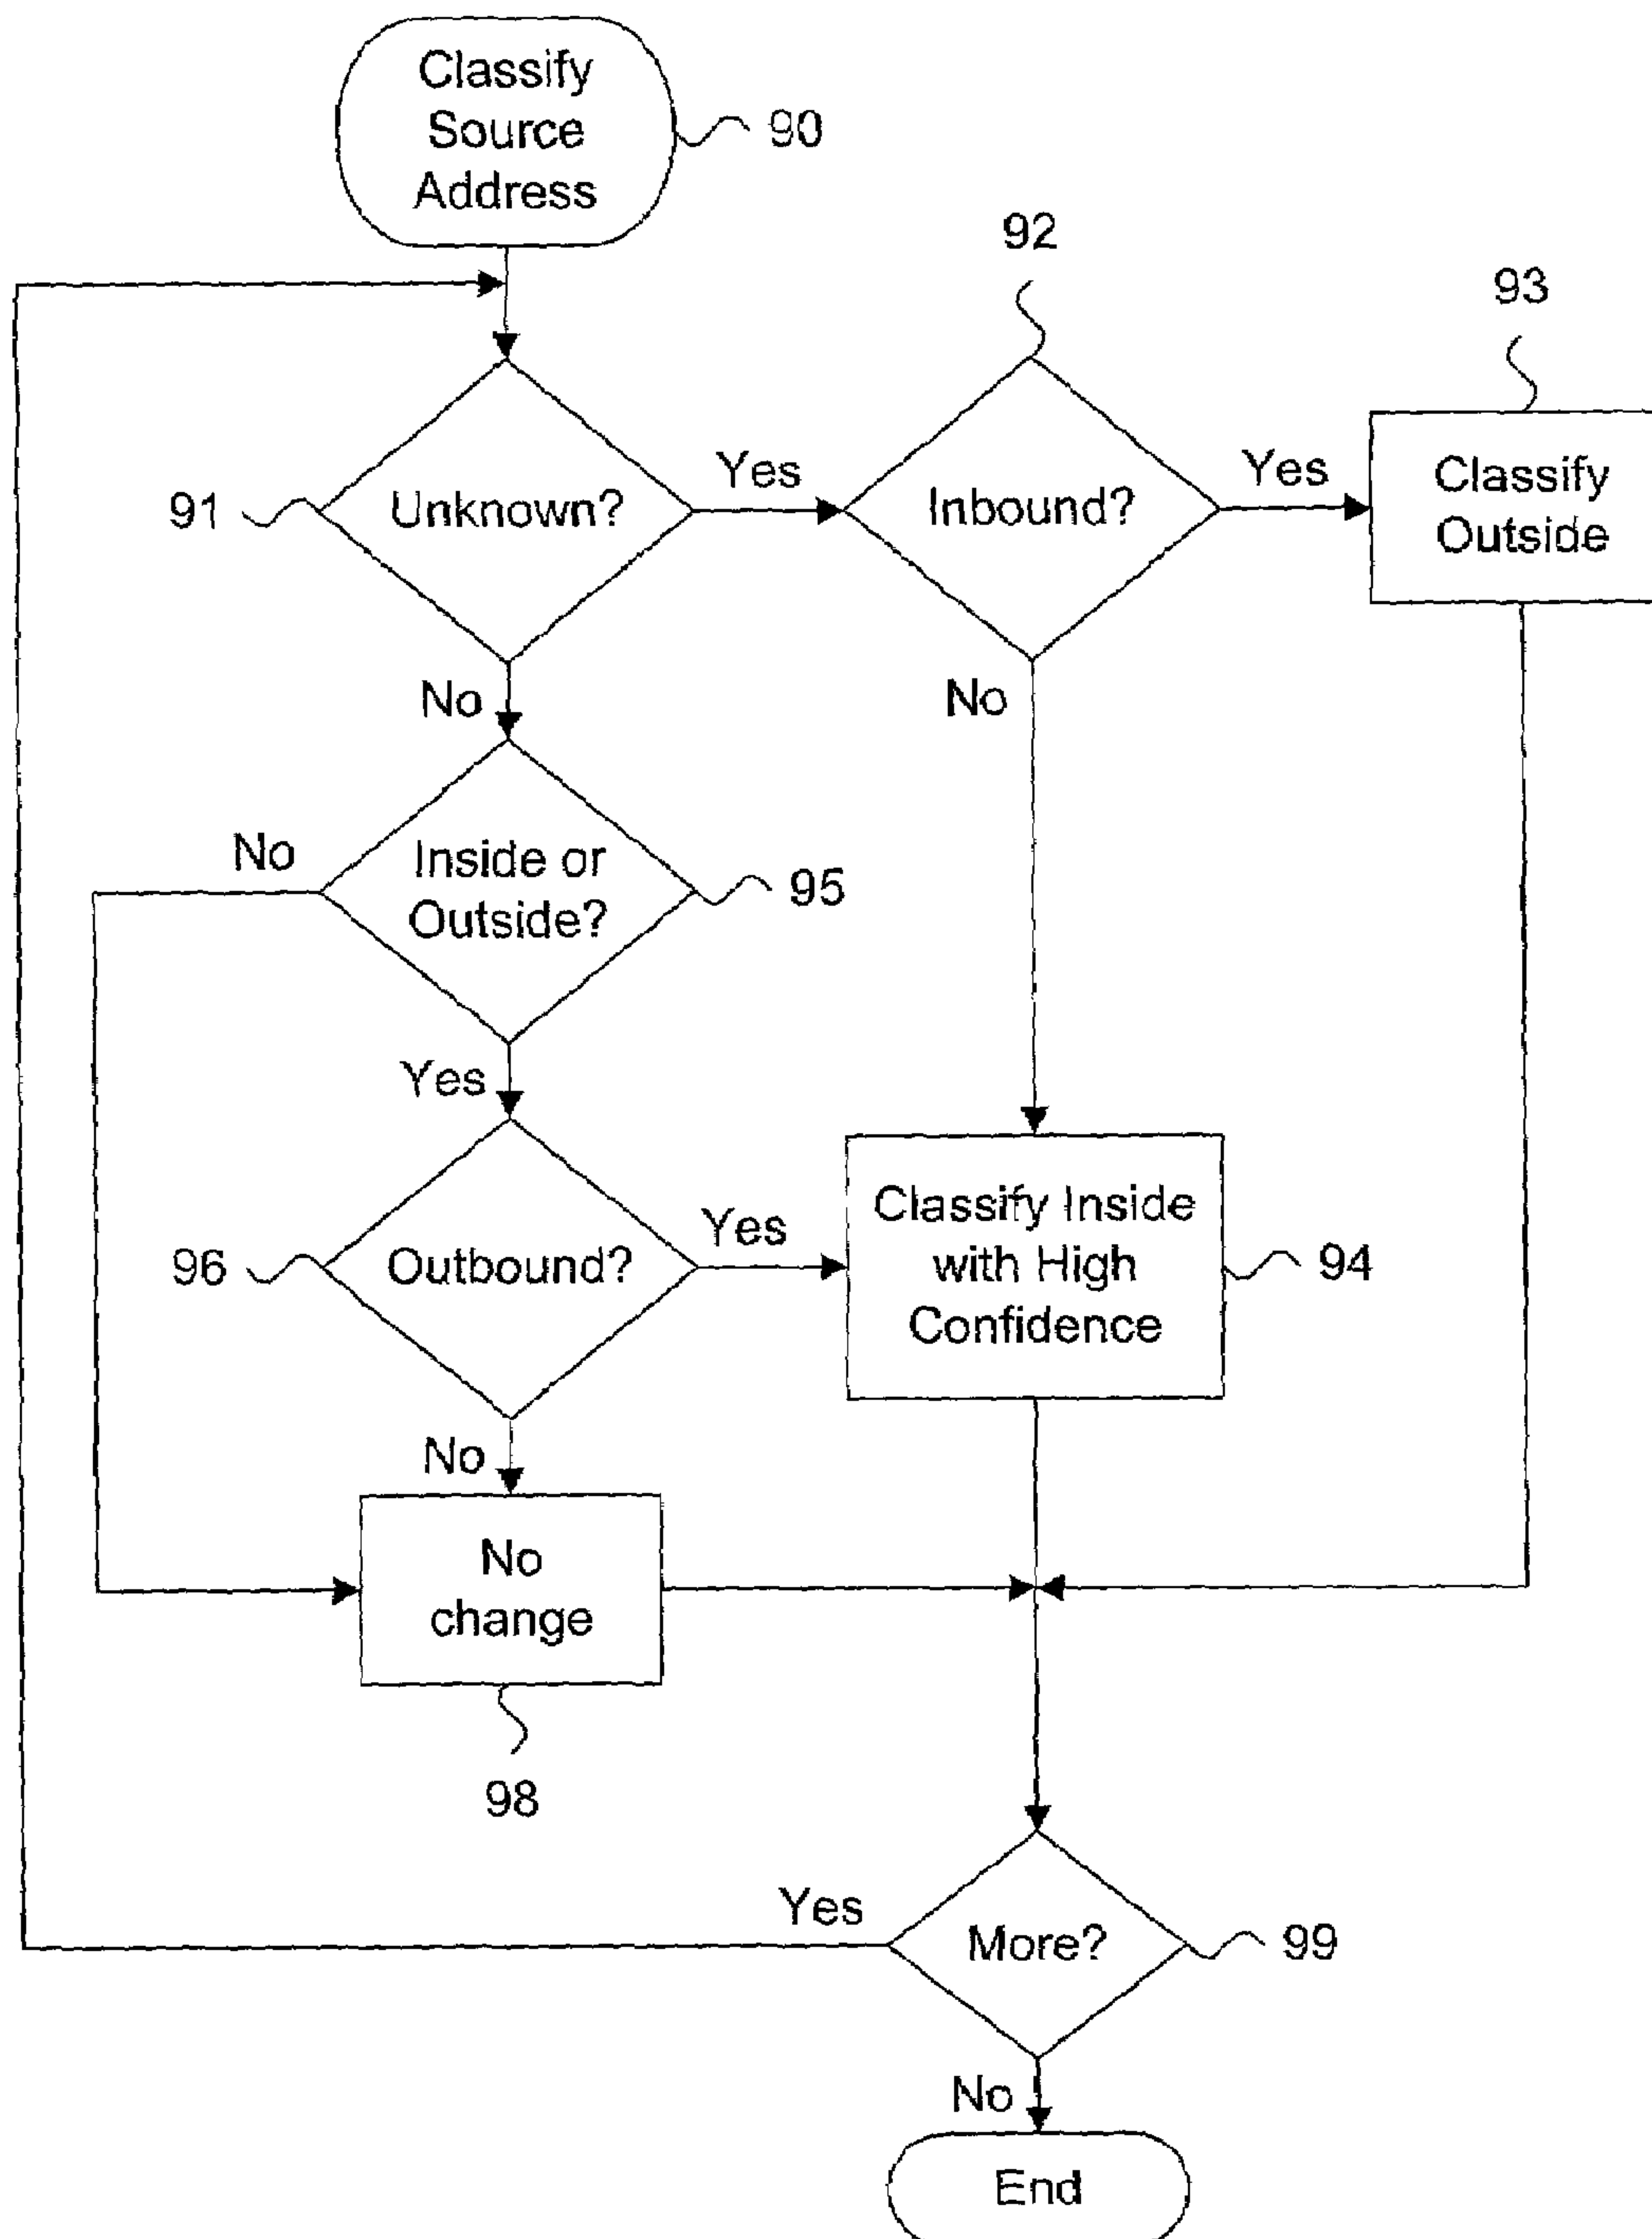 Classify
Source
Address
90
92
93
91
Unknown?
Yes
Inbound?
Yes
Classify
Outside
No
No
No
Inside or
Outside?
95
Yes
96
Outbound?
Yes
Classify Inside
with High
Confidence
94
No
No
change
98
Yes
More?
99
No
End